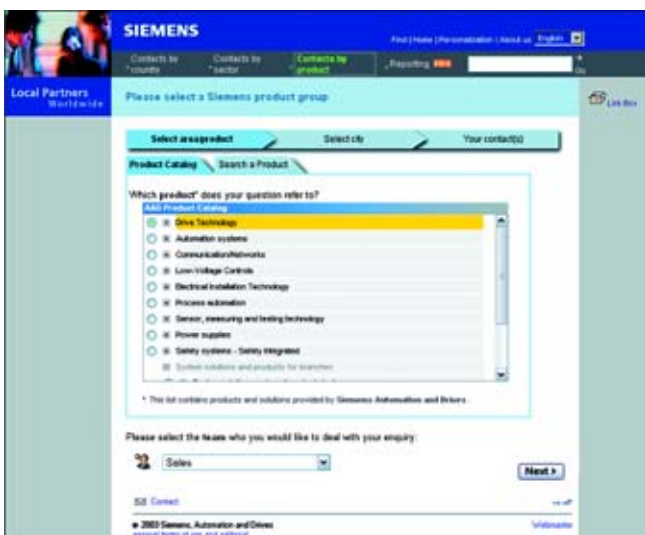 SIEMENS
Find | Home | Personalization | About us English
Contacts by country
Contacts by sector
Contacts by product
Reporting
Go
Local Partners
Worldwide
Please select a Siemens product group
Link Box
Select area/product
Select city
Your contact(s)
Product Catalog
Search a Product
Which product* does your question refer to?
A&D Product Catalog
Drive Technology
Automation systems
Communication/Networks
Low-Voltage Controls
Electrical Installation Technology
Process automation
Sensor, measuring and testing technology
Power supplies
Safety systems - Safety Integrated
System solutions and products for branches
* This list contains products and solutions provided by Siemens Automation and Drives.
Please select the team who you would like to deal with your enquiry:
Sales
Next >
Contact
© 2003 Siemens, Automation and Drives
Webmaster